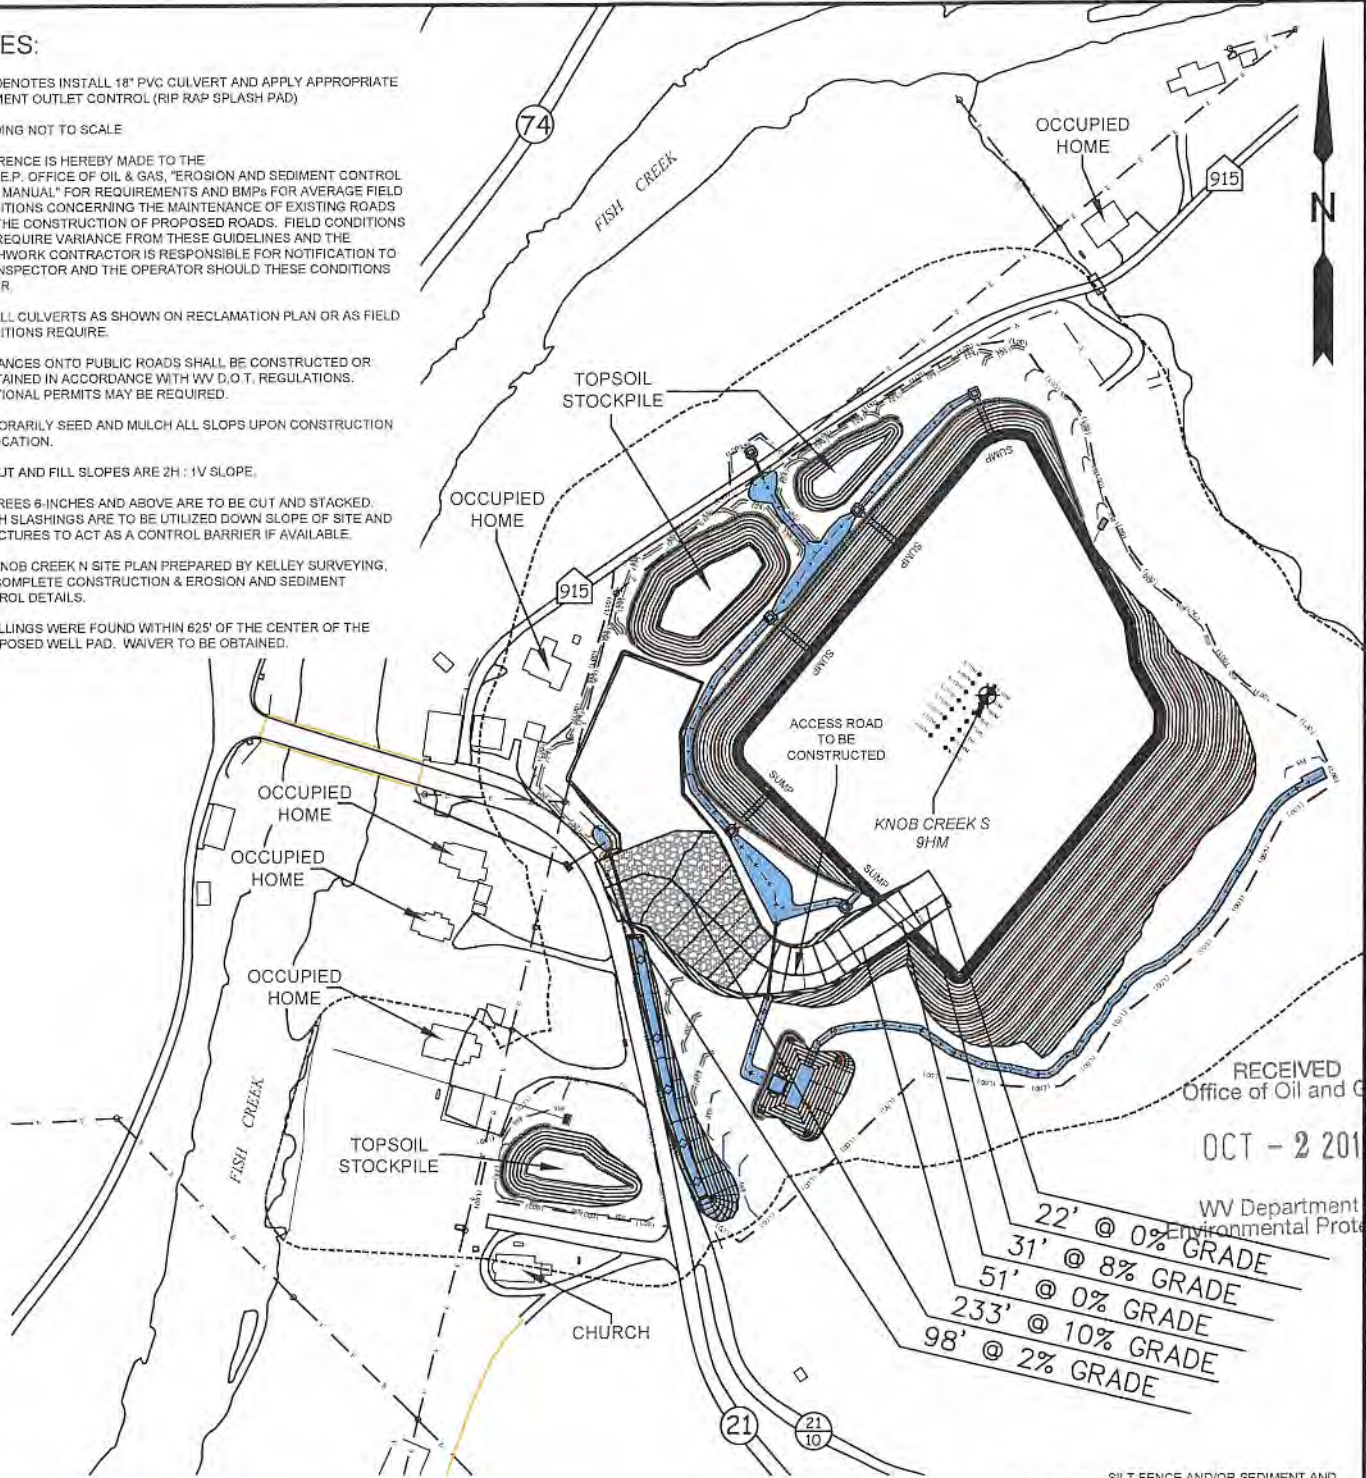 ES:
DENOTES INSTALL 18" PVC CULVERT AND APPLY APPROPRIATE
MENT OUTLET CONTROL (RIP RAP SPLASH PAD)
ING NOT TO SCALE
RENCE IS HEREBY MADE TO THE
E.P. OFFICE OF OIL & GAS, "EROSION AND SEDIMENT CONTROL
MANUAL" FOR REQUIREMENTS AND BMPs FOR AVERAGE FIELD
ITIONS CONCERNING THE MAINTENANCE OF EXISTING ROADS
THE CONSTRUCTION OF PROPOSED ROADS. FIELD CONDITIONS
REQUIRE VARIANCE FROM THESE GUIDELINES AND THE
HWORK CONTRACTOR IS RESPONSIBLE FOR NOTIFICATION TO
NSPECTOR AND THE OPERATOR SHOULD THESE CONDITIONS
R.
LL CULVERTS AS SHOWN ON RECLAMATION PLAN OR AS FIELD
ITIONS REQUIRE.
ANCES ONTO PUBLIC ROADS SHALL BE CONSTRUCTED OR
TAINED IN ACCORDANCE WITH WV D.O.T. REGULATIONS.
TIONAL PERMITS MAY BE REQUIRED.
ORARILY SEED AND MULCH ALL SLOPS UPON CONSTRUCTION
CATION.
UT AND FILL SLOPES ARE 2H : 1V SLOPE.
REES 6-INCHES AND ABOVE ARE TO BE CUT AND STACKED.
H SLASHINGS ARE TO BE UTILIZED DOWN SLOPE OF SITE AND
CTURES TO ACT AS A CONTROL BARRIER IF AVAILABLE.
NOB CREEK N SITE PLAN PREPARED BY KELLEY SURVEYING,
OMPLETE CONSTRUCTION & EROSION AND SEDIMENT
ROL DETAILS.
LLINGS WERE FOUND WITHIN 625' OF THE CENTER OF THE
POSED WELL PAD. WAIVER TO BE OBTAINED.
74
FISH CREEK
OCCUPIED
HOME
915
N
TOPSOIL
STOCKPILE
OCCUPIED
HOME
915
SUMP
SUMP
SUMP
SUMP
SUMP
ACCESS ROAD
TO BE
CONSTRUCTED
KNOB CREEK S
9HM
OCCUPIED
HOME
OCCUPIED
HOME
OCCUPIED
HOME
FISH CREEK
TOPSOIL
STOCKPILE
CHURCH
RECEIVED
Office of Oil and G
OCT - 2 201
WV Department
Environmental Prote
22' @ 0% GRADE
31' @ 8% GRADE
51' @ 0% GRADE
233' @ 10% GRADE
98' @ 2% GRADE
21
21
10
SILT FENCE AND/OR SEDIMENT AND